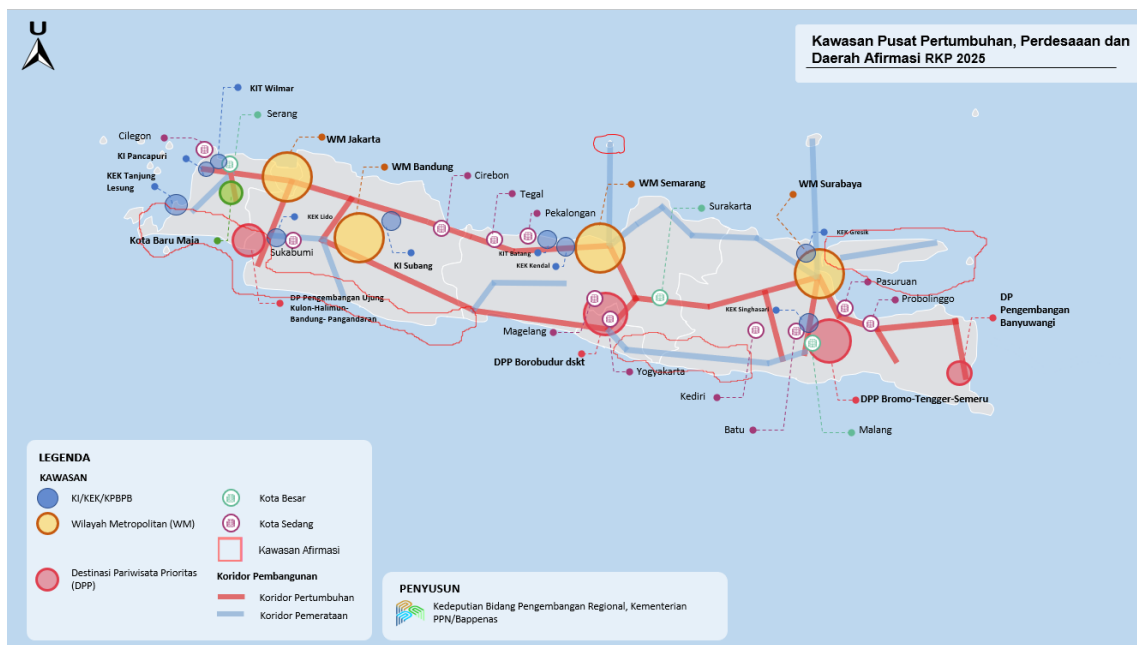 U
Kawasan Pusat Pertumbuhan, Perdesaaan dan
Daerah Afirmasi RKP 2025
KIT Wilmar
Serang
Cilegon
WM Jakarta
KI Pancapuri
WM Bandung
KEK Tanjung
Lesung
Cirebon
Tegal
WM Semarang
WM Surabaya
Pekalongan
Surakarta
KEK Lido
KEK Gresik
Kota Baru Maja
Sukabumi
KI Subang
KIT Batang
KEK Kendal
Pasuruan
DP Pengembangan Ujung
Kulon-Halimun-
Bandung- Pangandaran
Probolinggo
DP
Pengembangan
Banyuwangi
KEK Singhasari
Magelang
DPP Borobudur dskt
Yogyakarta
Kediri
DPP Bromo-Tengger-Semeru
Batu
Malang
LEGENDA
KAWASAN
KI/KEK/KPBPB
Wilayah Metropolitan (WM)
Destinasi Pariwisata Prioritas
(DPP)
Kota Besar
Kota Sedang
Kawasan Afirmasi
Koridor Pembangunan
Koridor Pertumbuhan
Koridor Pemerataan
PENYUSUN
Kedeputian Bidang Pengembangan Regional, Kementerian
PPN/Bappenas